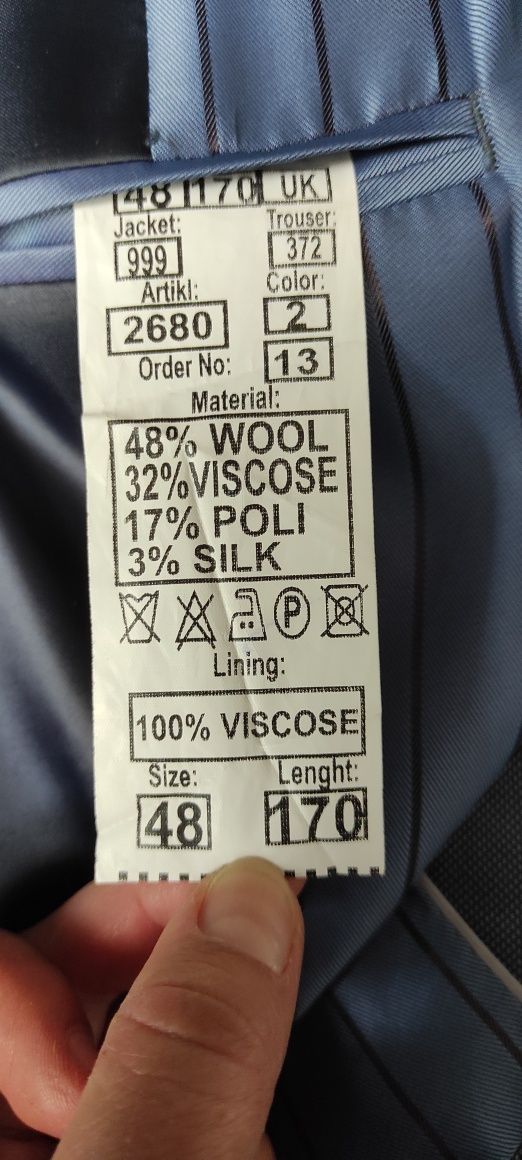 48 170 UK
Jacket: Trouser:
999 372
Artikl: Color:
2680 2
Order No: 13
Material:
48% WOOL
32% VISCOSE
17% POLI
3% SILK
P
Lining:
100% VISCOSE
Size: Lenght:
48 170